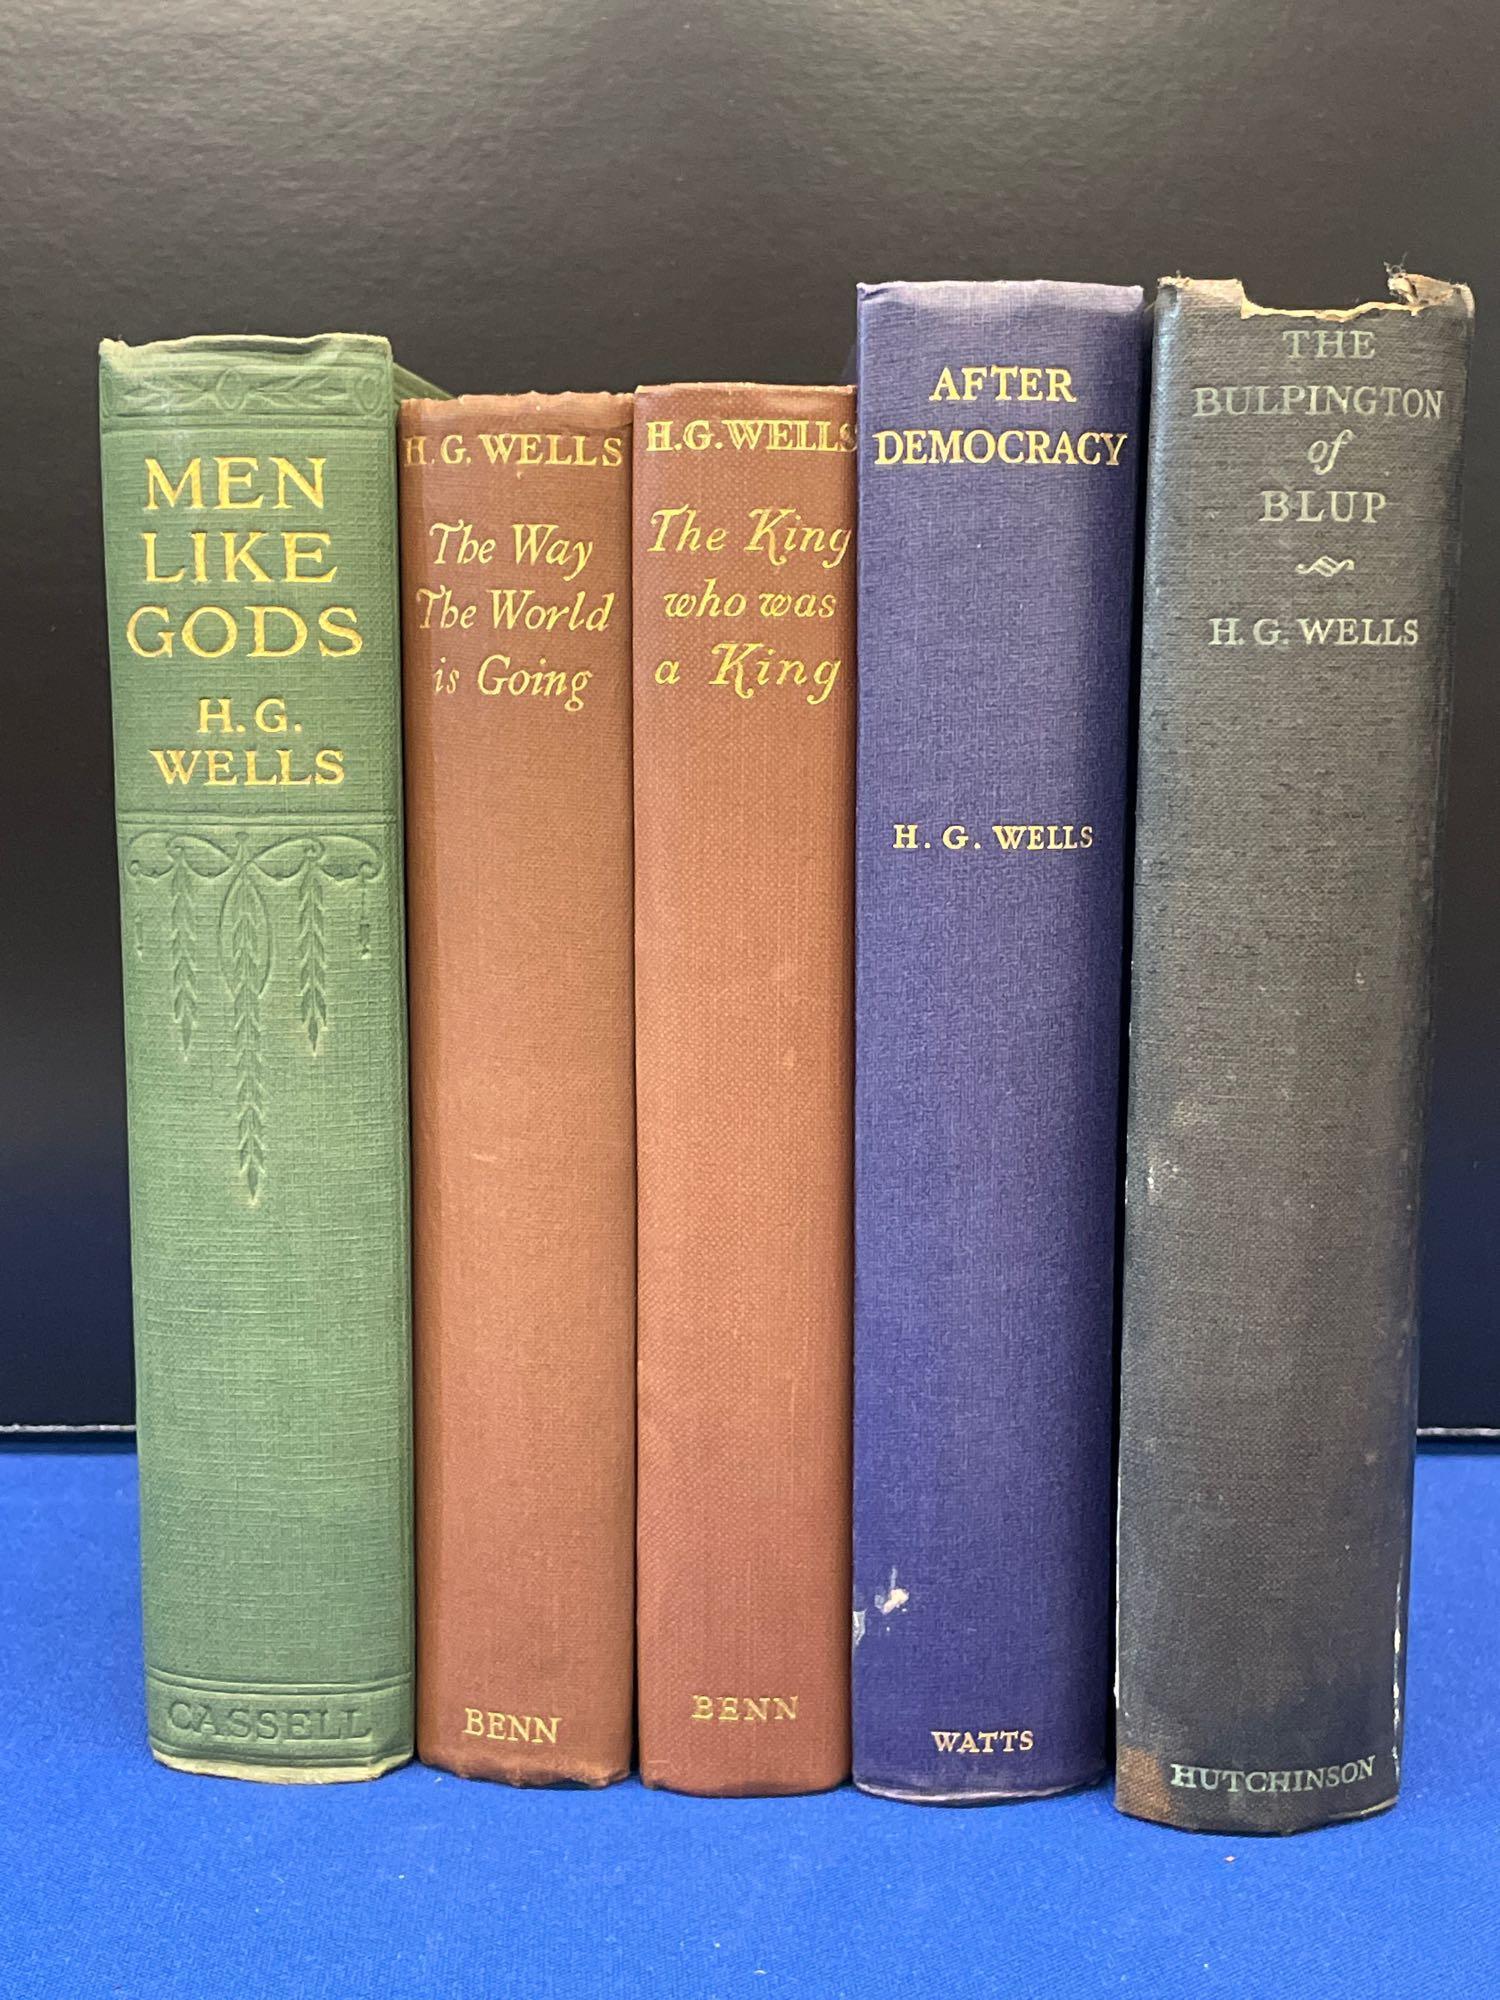 MEN
LIKE
GODS
H.G.
WELLS
CASSELL
H.G. WELLS
The Way
The World
is Going
BENN
H.G. WELLS
The King
who was
a King
BENN
AFTER
DEMOCRACY
H. G. WELLS
WATTS
THE
BULPINGTON
of
BLUP
H. G. WELLS
HUTCHINSON